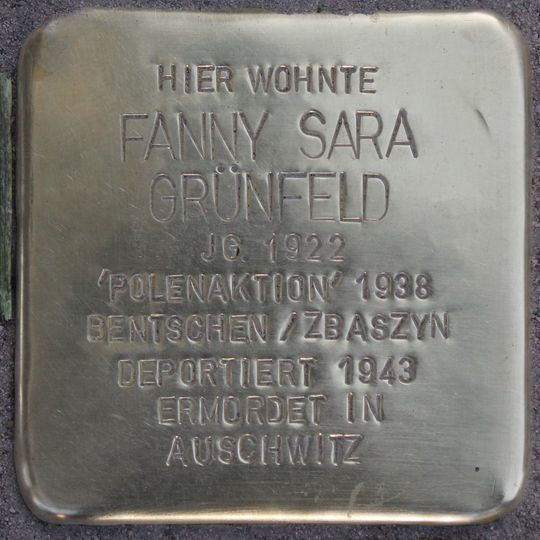 HIER WOHNTE
FANNY SARA
GRÜNFELD
JG. 1922
'POLENAKTION' 1938
BENTSCHEN/ZBASZYN
DEPORTIERT 1943
ERMORDET IN
AUSCHWITZ